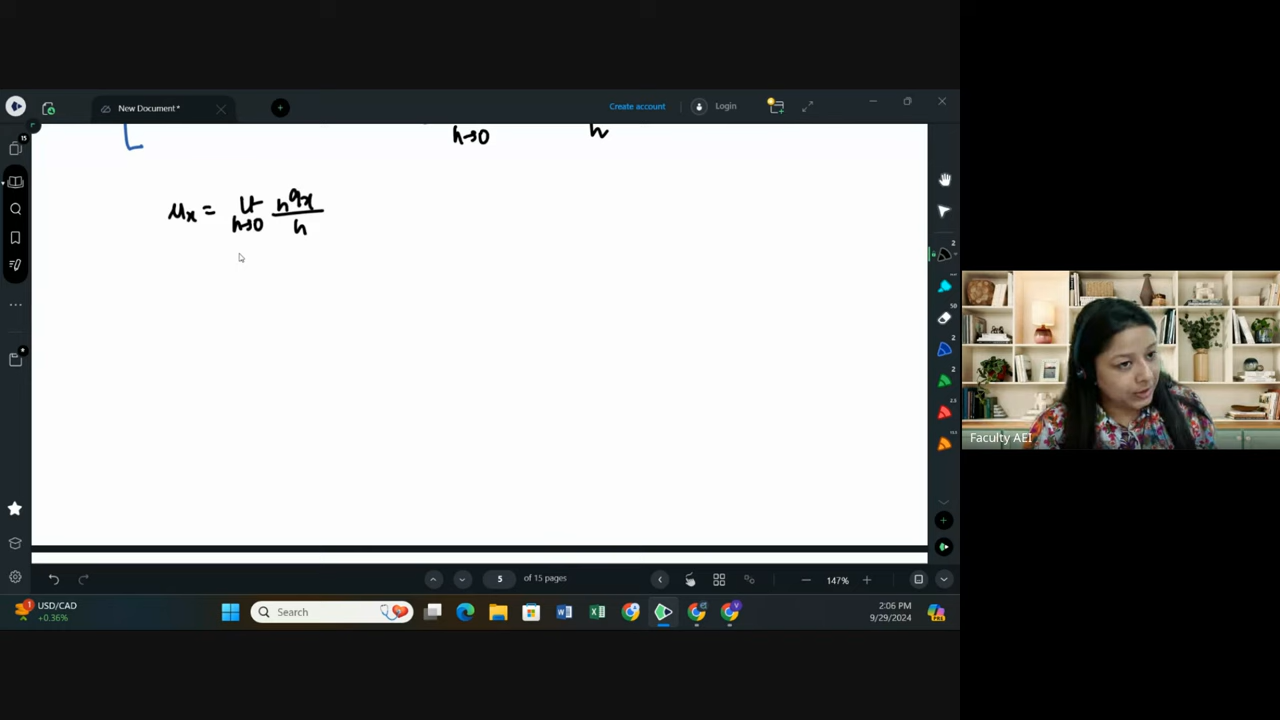 New Document*
Create account
Login
h→0
h
μx = lt h→0 hqx / h
Faculty AEI
5 of 15 pages
147%
USD/CAD
+0.36%
Search
2:06 PM
9/29/2024